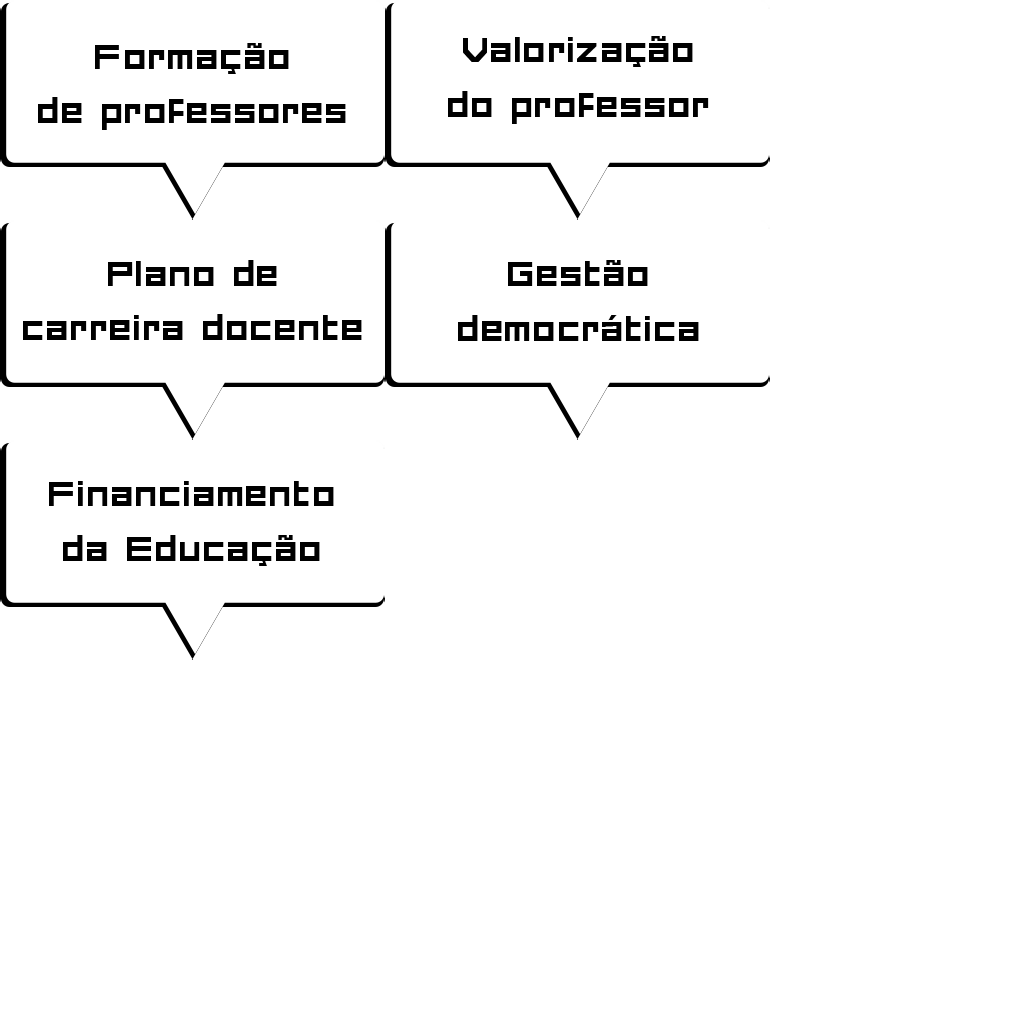 Formação
de professores
Valorização
do professor
Plano de
carreira docente
Gestão
democrática
Financiamento
da Educação